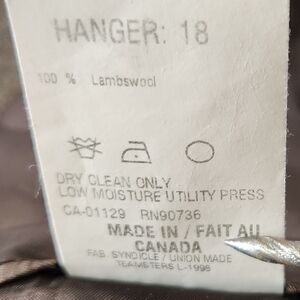 HANGER: 18
100 % Lambswool
DRY CLEAN ONLY
LOW MOISTURE UTILITY PRESS
CA-01129 RN90736
MADE IN / FAIT AU
CANADA
FAB. SYNDICLE / UNION MADE
TEAMSTERS L-1998